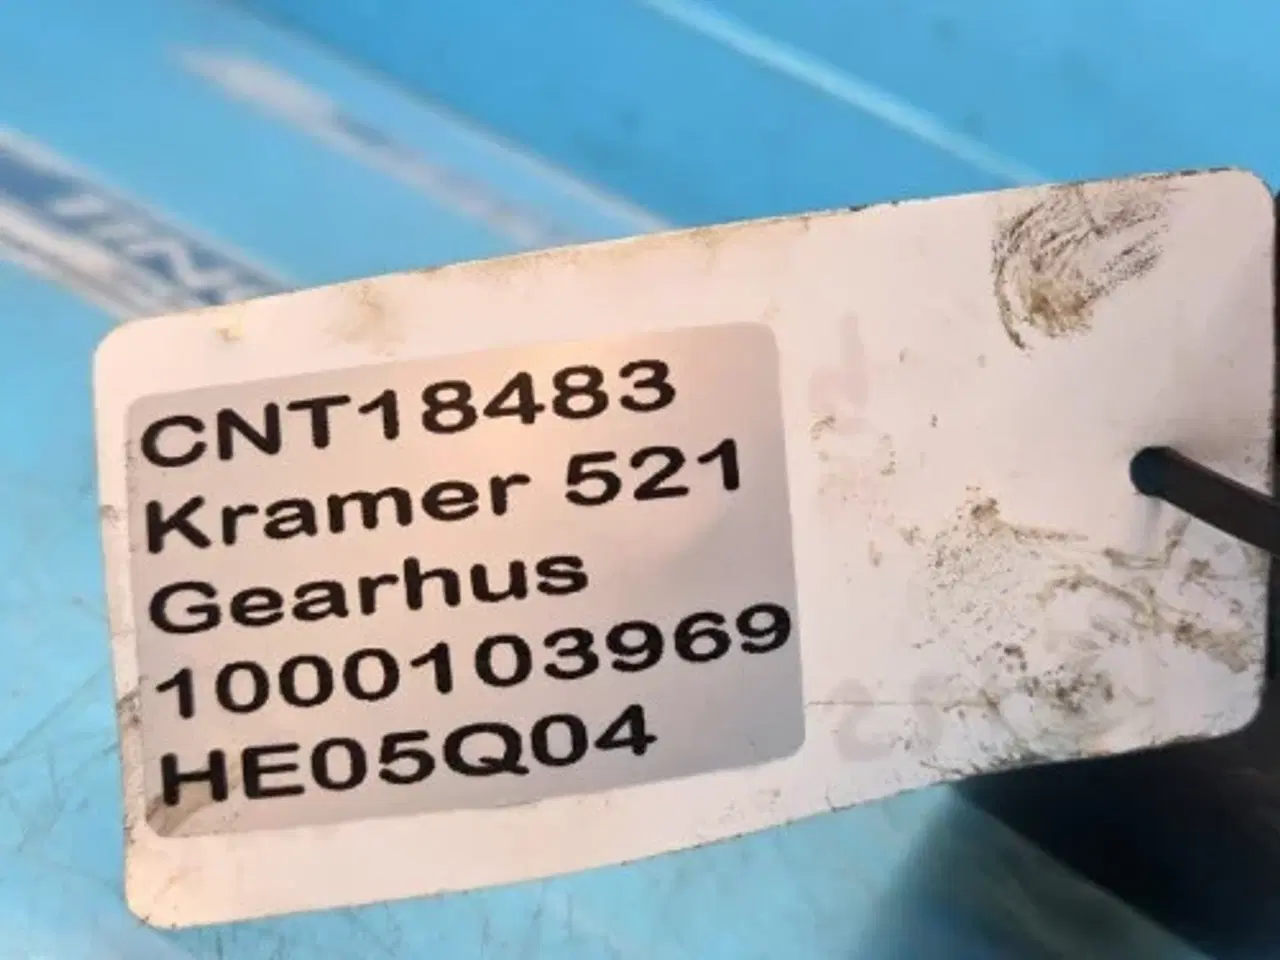 CNT18483
Kramer 521
Gearhus
1000103969
HE05Q04